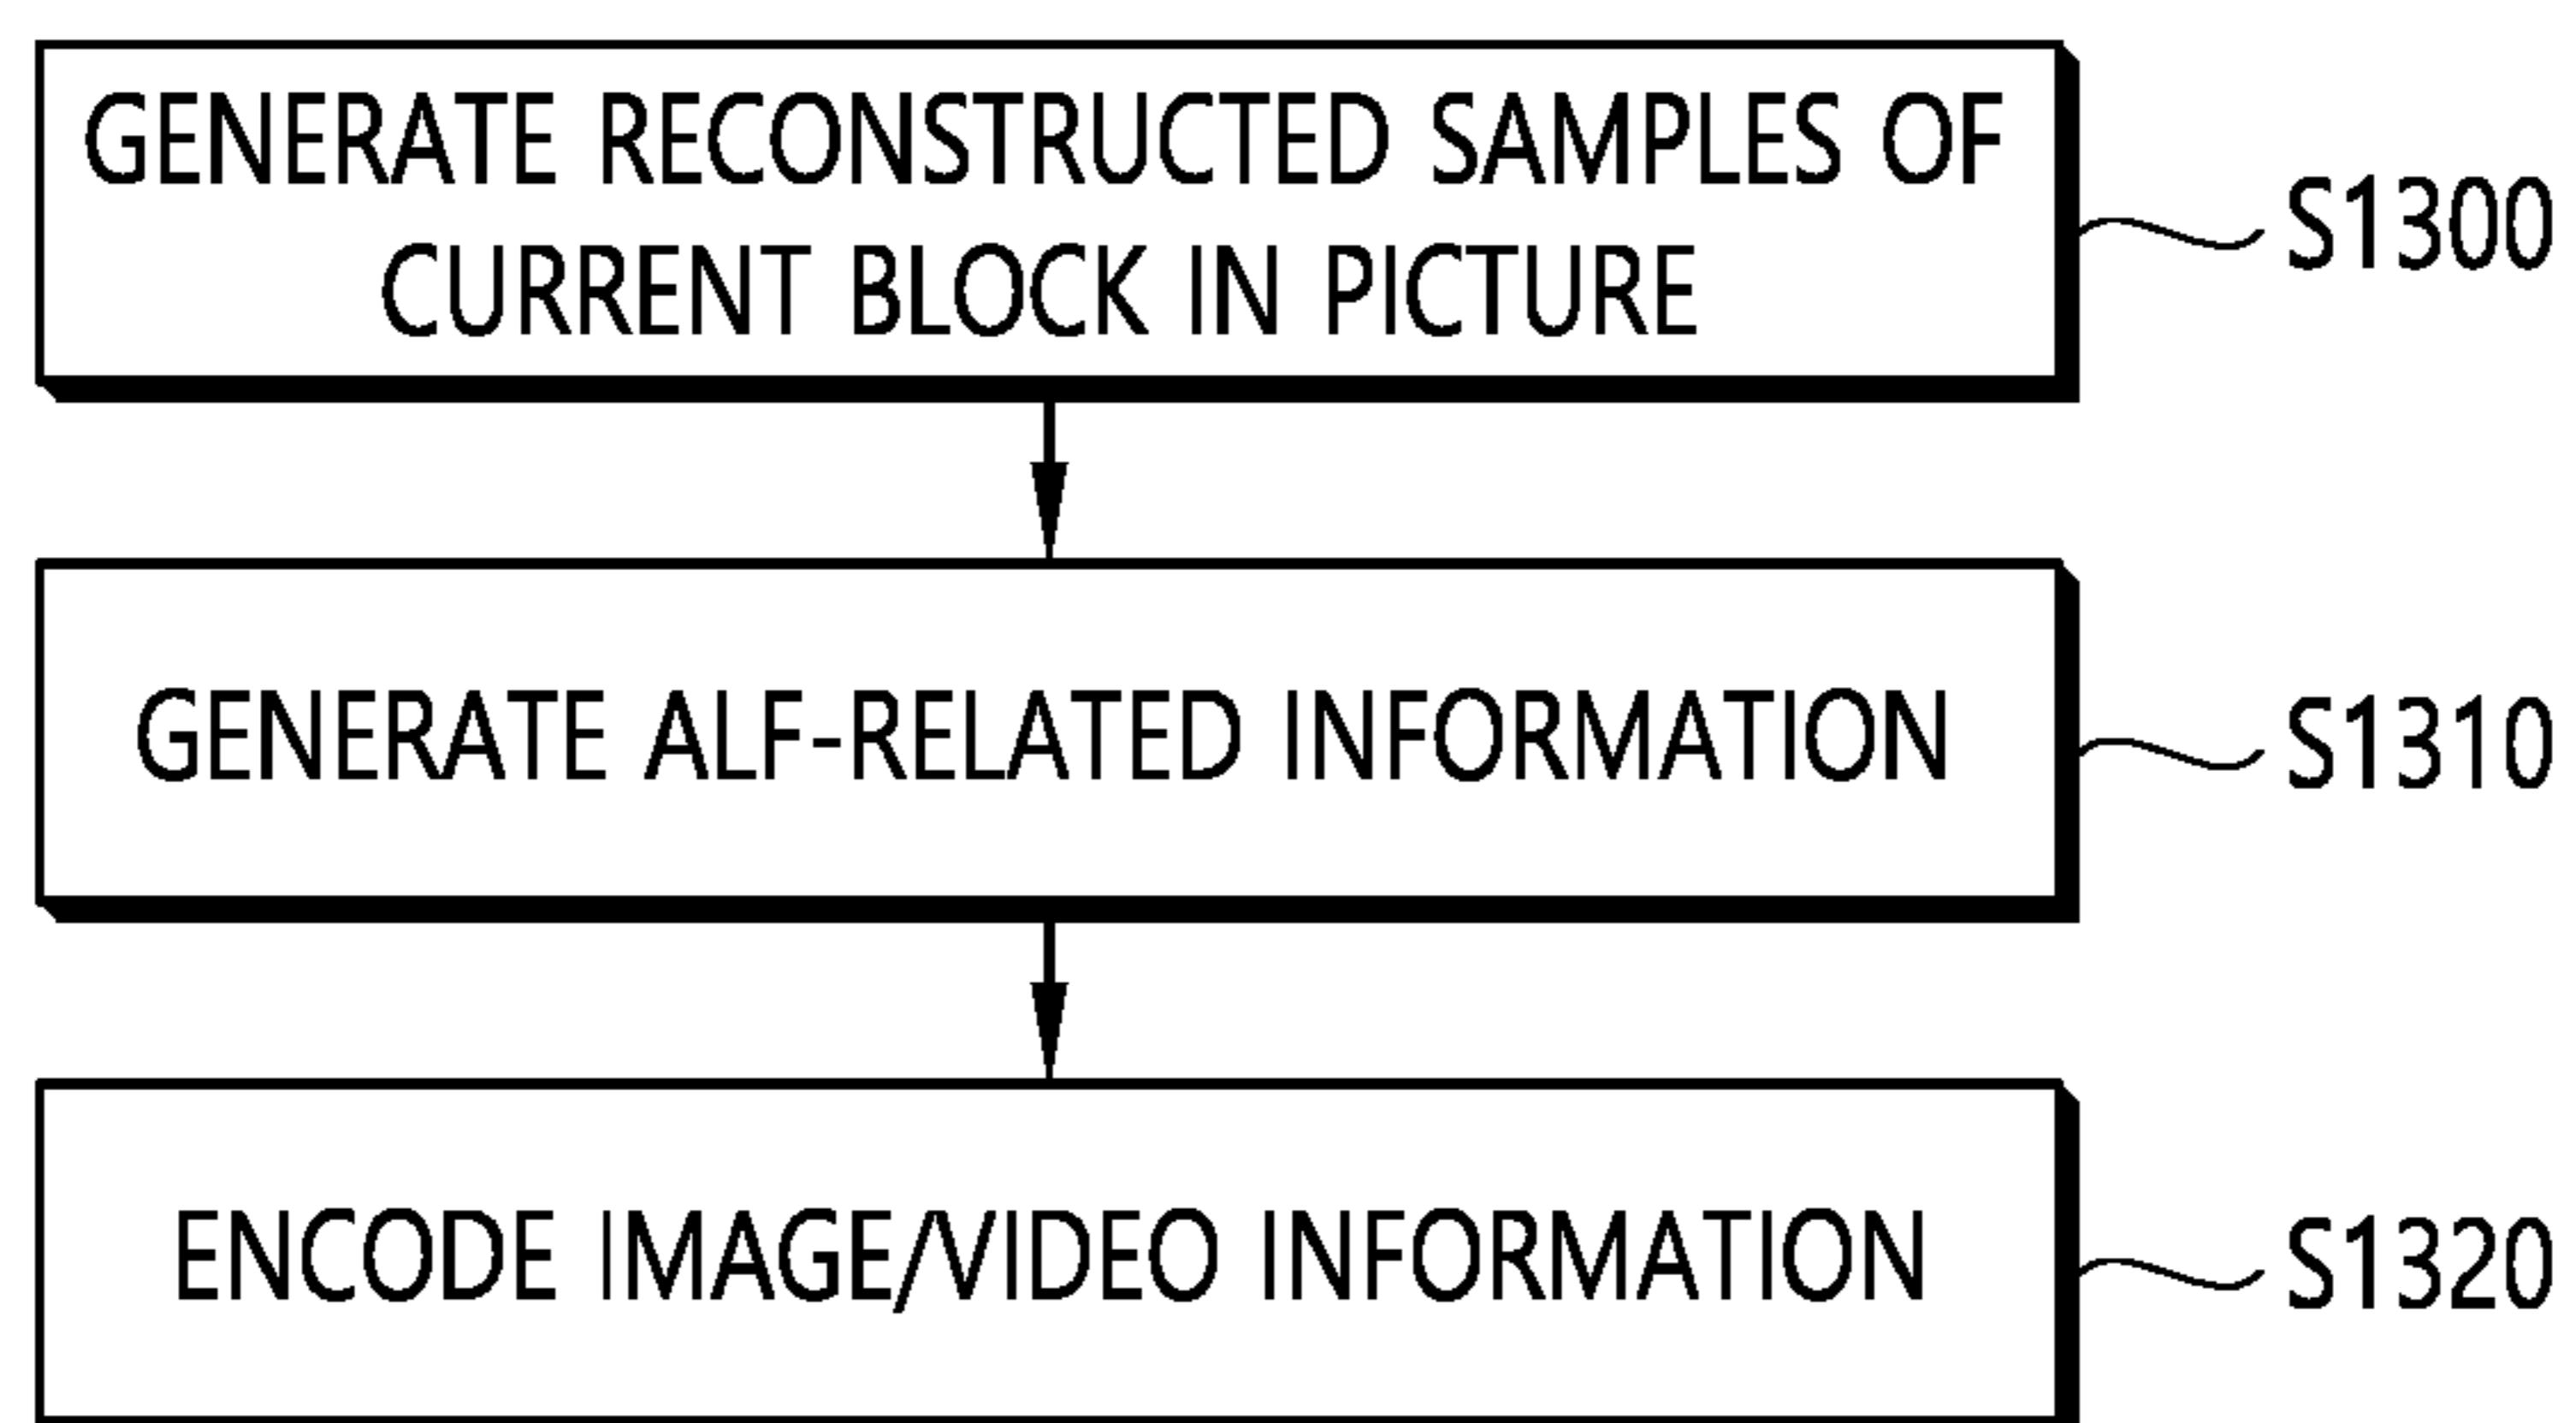 GENERATE RECONSTRUCTED SAMPLES OF
CURRENT BLOCK IN PICTURE
S1300
GENERATE ALF-RELATED INFORMATION
S1310
ENCODE IMAGE/VIDEO INFORMATION
S1320